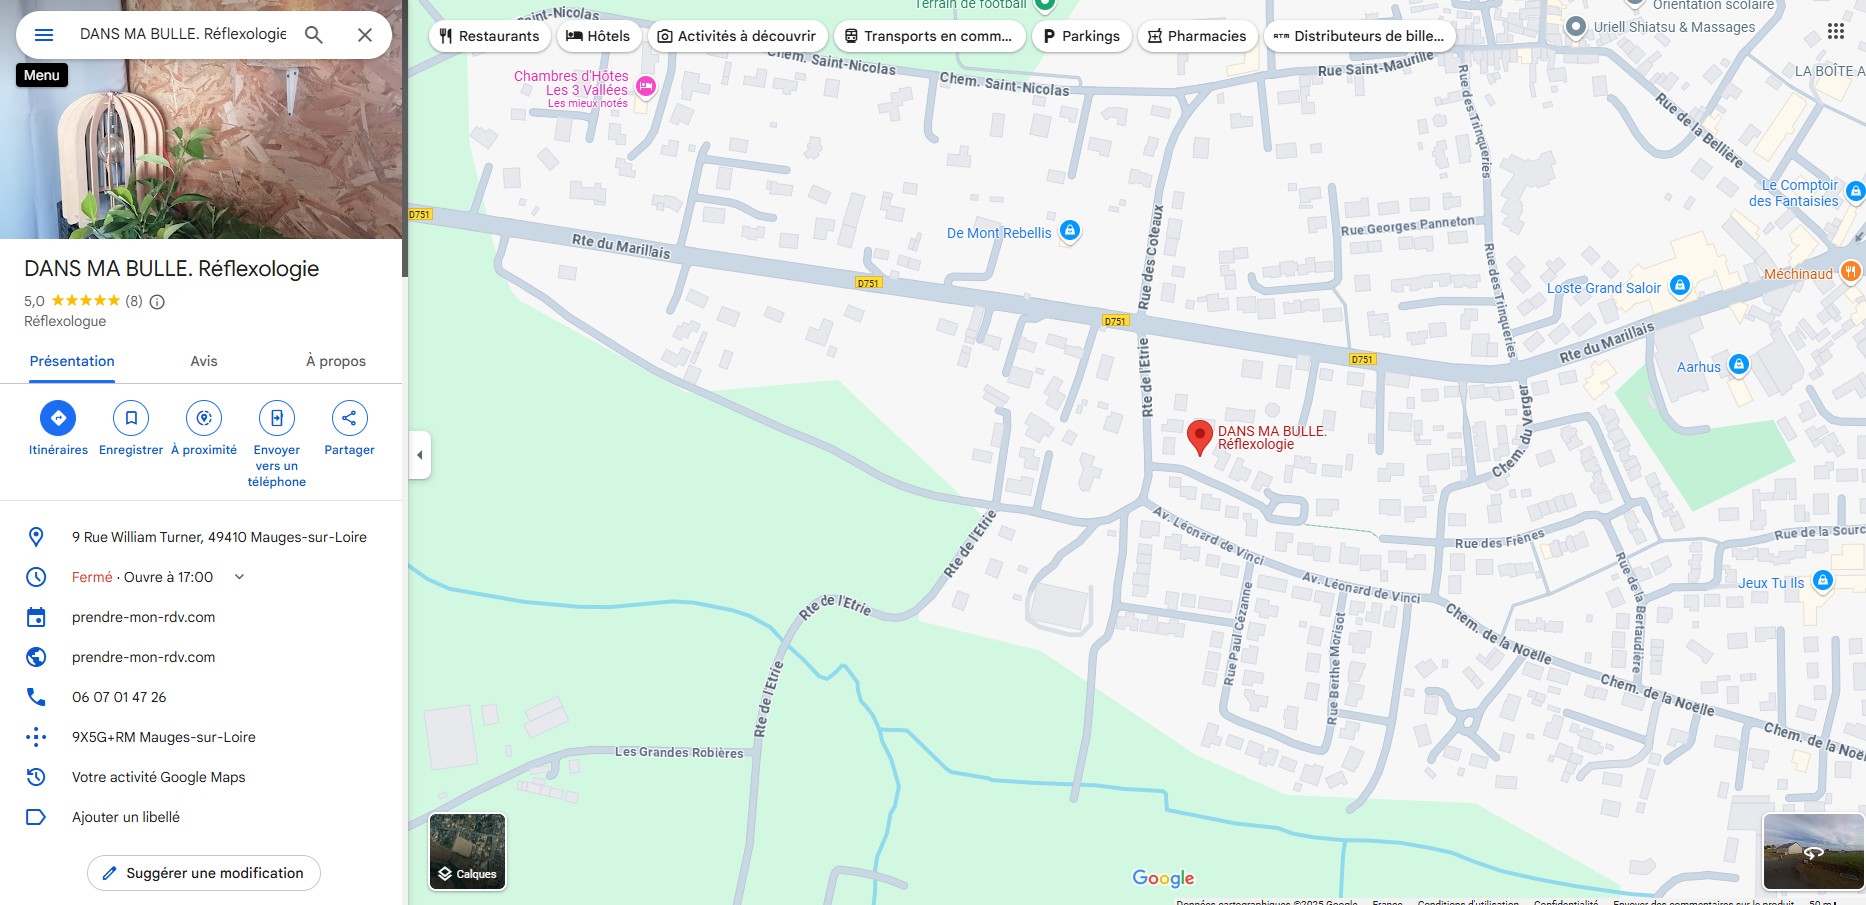 DANS MA BULLE. Réflexologie
Menu
DANS MA BULLE. Réflexologie
5,0 (8)
Réflexologue
Présentation
Avis
À propos
Itinéraires
Enregistrer
À proximité
Envoyer
vers un
téléphone
Partager
9 Rue William Turner, 49410 Mauges-sur-Loire
Fermé · Ouvre à 17:00
prendre-mon-rdv.com
prendre-mon-rdv.com
06 07 01 47 26
9X5G+RM Mauges-sur-Loire
Votre activité Google Maps
Ajouter un libellé
Suggérer une modification
Restaurants
Hôtels
Activités à découvrir
Transports en comm...
Parkings
Pharmacies
ATM Distributeurs de bille...
Terrain de football
Orientation scolaire
Uriell Shiatsu & Massages
LA BOÎTE A
Chambres d'Hôtes
Les 3 Vallées
Les mieux notés
Chem. Saint-Nicolas
Chem. Saint-Nicolas
Rue Saint-Maurille
Rue des Trinqueries
Rue de la Bellière
Le Comptoir
des Fantaisies
D751
Rte du Marillais
De Mont Rebellis
Rue des Coteaux
Rue Georges Panneton
Rue des Trinqueries
Méchinaud
Loste Grand Saloir
D751
D751
D751
Rte du Marillais
Aarhus
Rte de l'Etrie
DANS MA BULLE.
Réflexologie
Chem. du Verger
Av. Léonard de Vinci
Rue des Frênes
Rue de la Sourc
Rte de l'Etrie
Av. Léonard de Vinci
Rue de la Bertaudière
Jeux Tu Ils
Rte de l'Etrie
Rue Paul Cézanne
Rue Berthe Morisot
Chem. de la Noëlle
Rte de l'Etrie
Chem. de la Noëlle
Chem. de la Noë
Les Grandes Robières
Calques
Google
Données cartographiques ©2025 Google France Conditions d'utilisation Confidentialité Envoyer des commentaires sur le produit 50 m